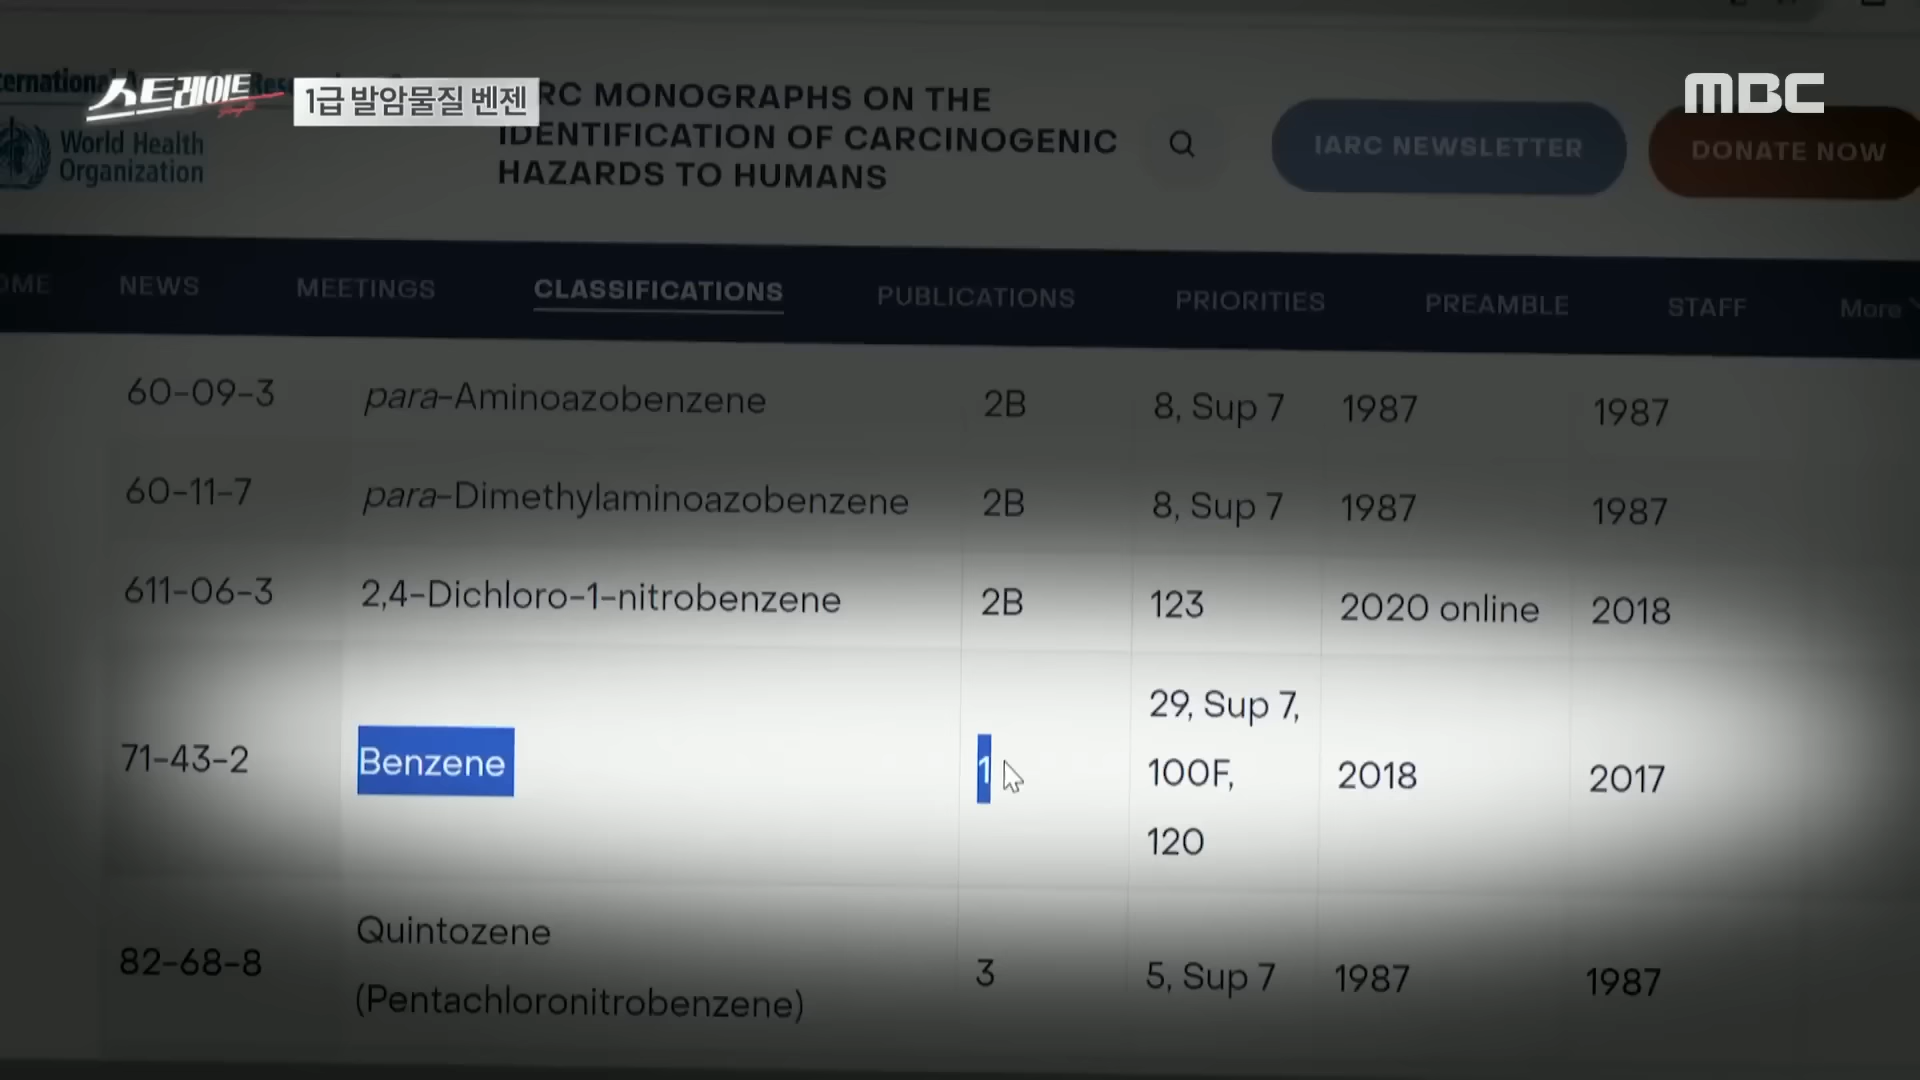 스트레이트
1급 발암물질 벤젠
MBC
World Health
Organization
MONOGRAPHS ON THE
IDENTIFICATION OF CARCINOGENIC
HAZARDS TO HUMANS
IARC NEWSLETTER
DONATE NOW
NEWS MEETINGS CLASSIFICATIONS PUBLICATIONS PRIORITIES PREAMBLE STAFF More
60-09-3 para-Aminoazobenzene 2B 8, Sup 7 1987 1987
60-11-7 para-Dimethylaminoazobenzene 2B 8, Sup 7 1987 1987
611-06-3 2,4-Dichloro-1-nitrobenzene 2B 123 2020 online 2018
71-43-2 Benzene 1 29, Sup 7, 100F, 120 2018 2017
82-68-8 Quintozene (Pentachloronitrobenzene) 3 5, Sup 7 1987 1987